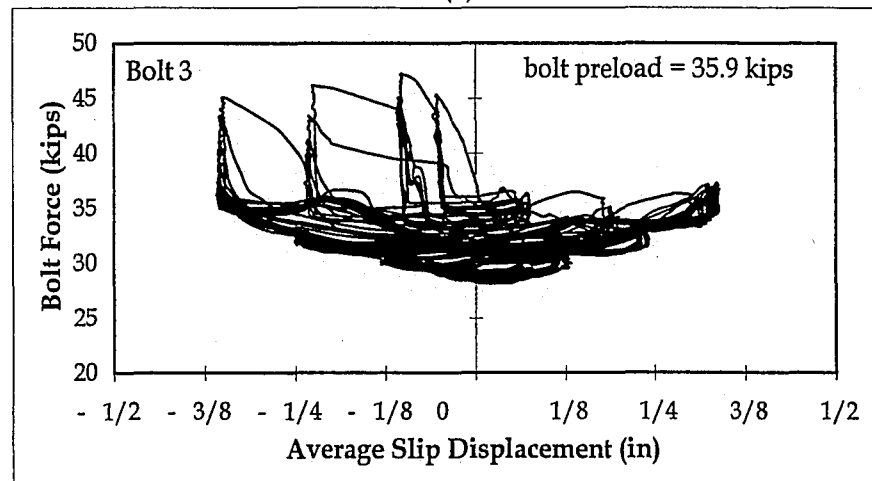 50
Bolt 3
bolt preload = 35.9 kips
45
40
35
30
25
20
Bolt Force (kips)
- 1/2 - 3/8 - 1/4 - 1/8 0 1/8 1/4 3/8 1/2
Average Slip Displacement (in)